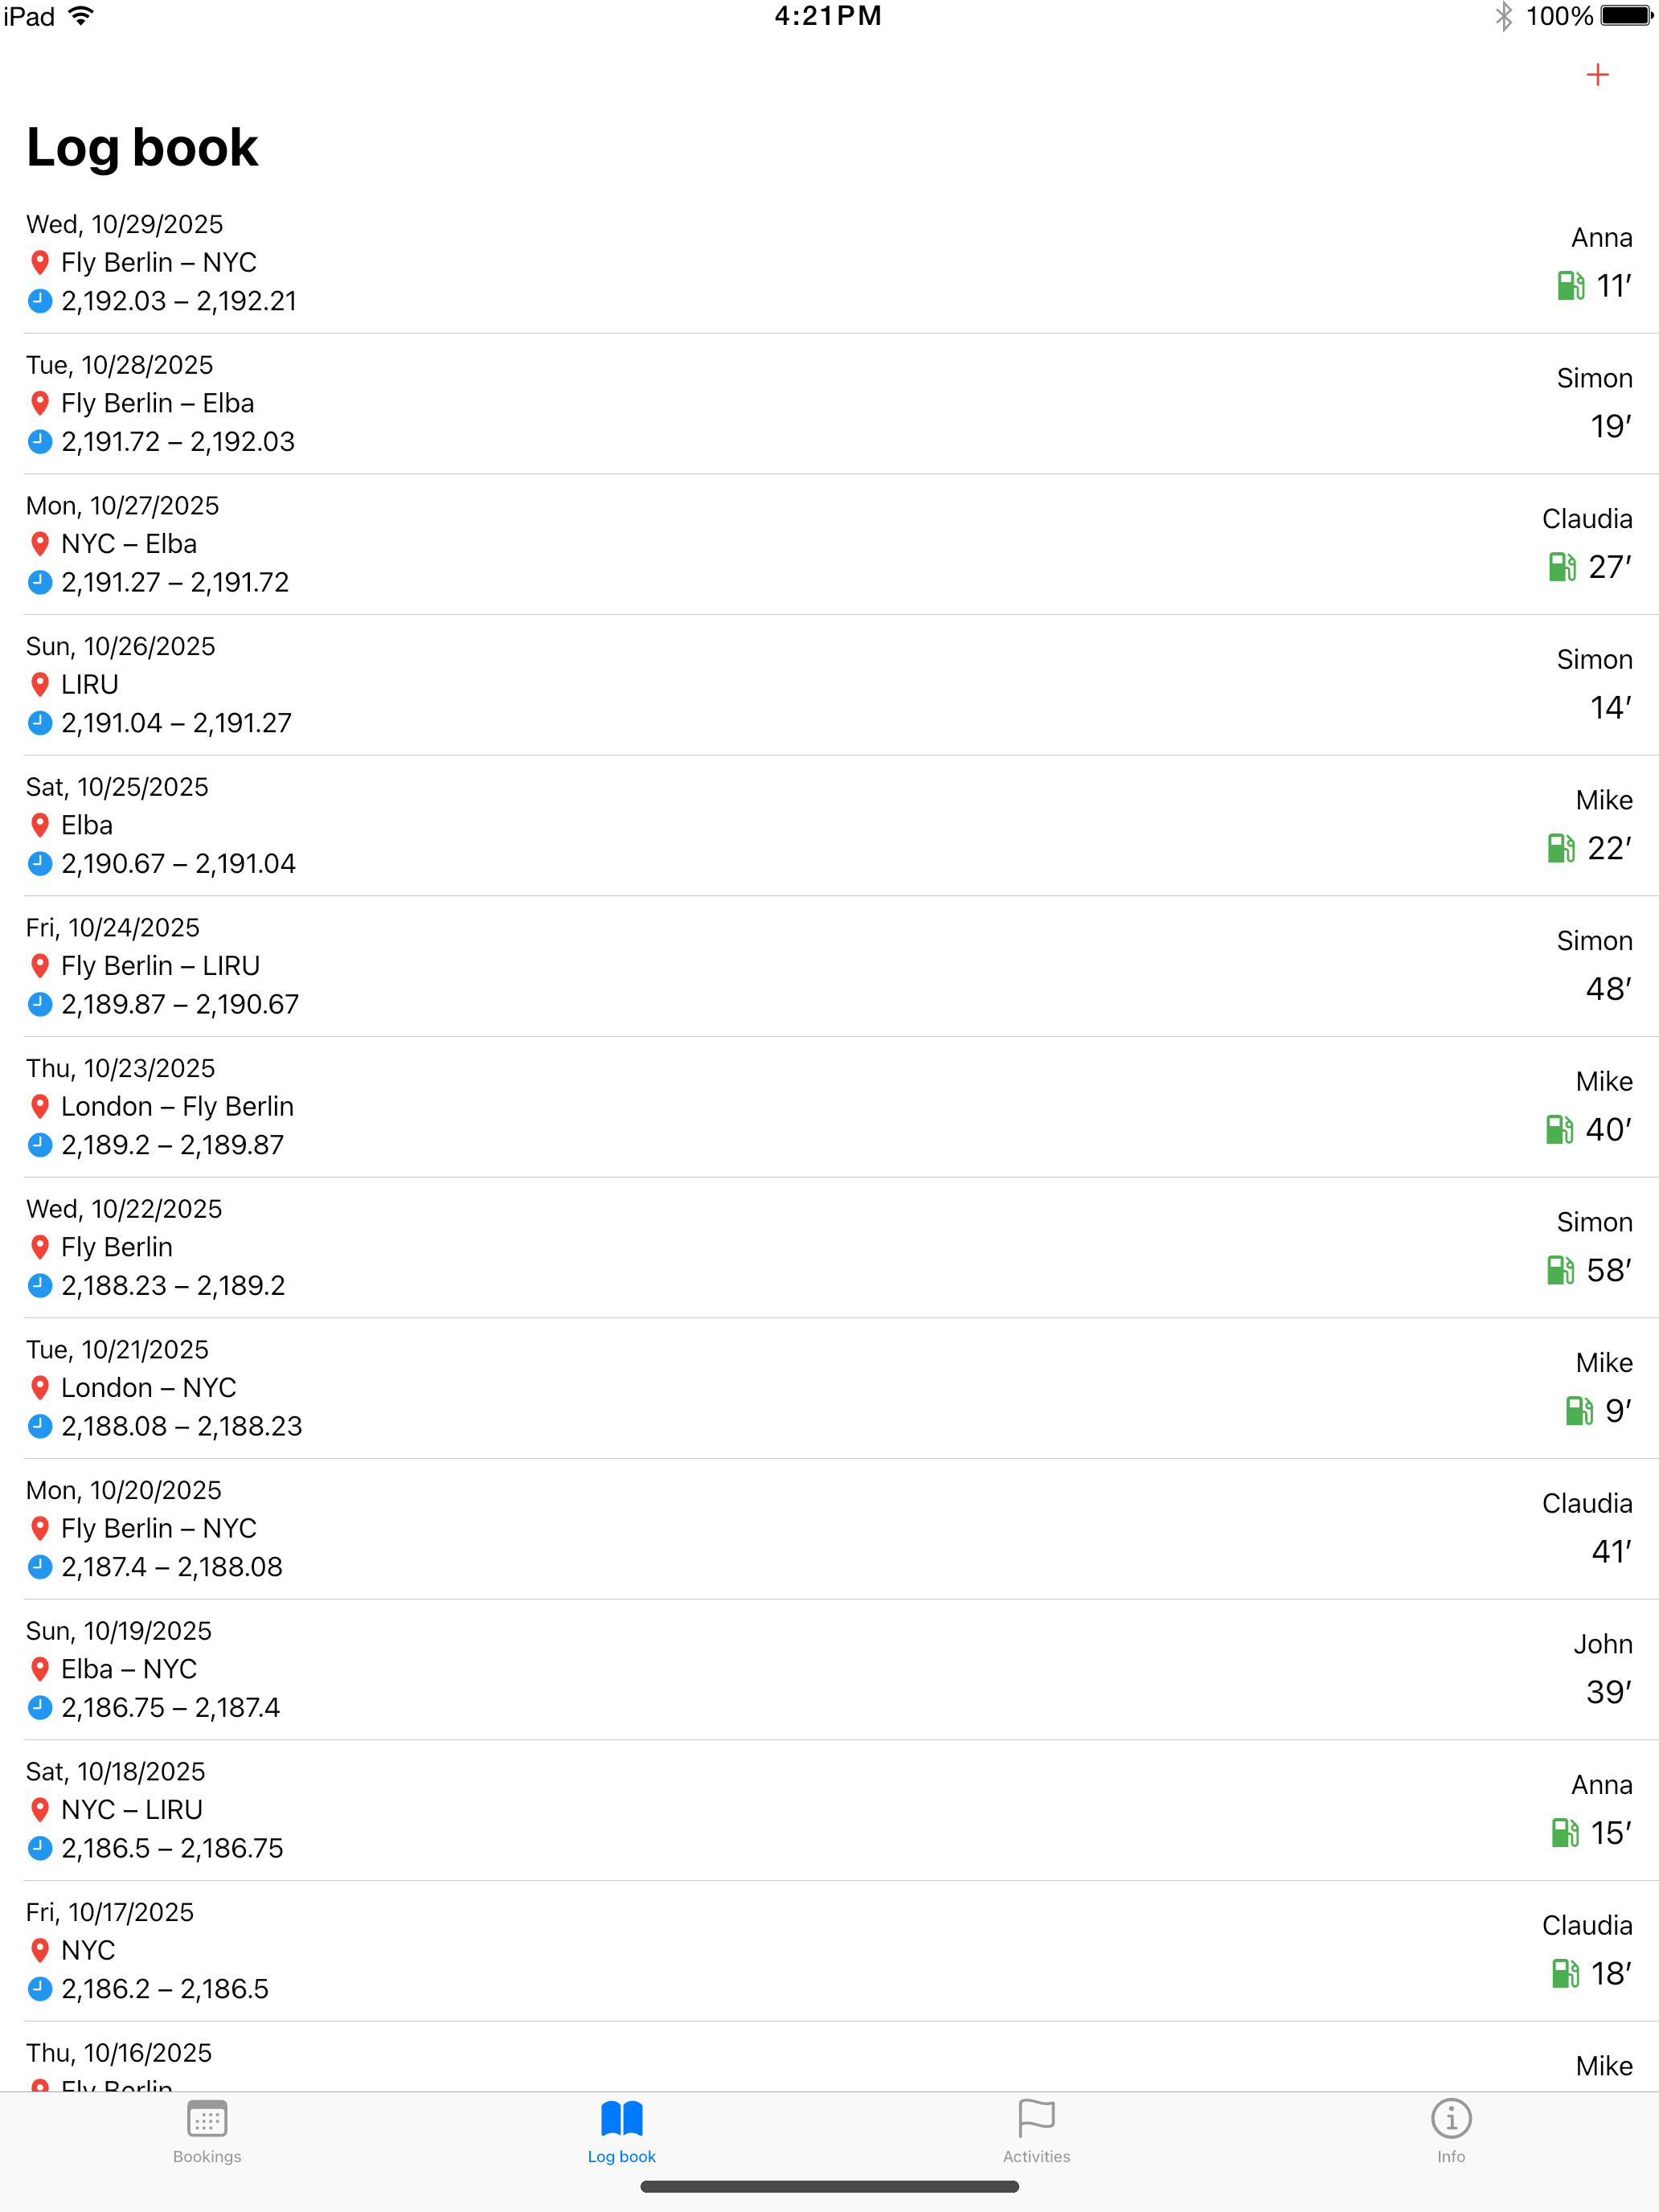 iPad 4:21PM 100%
+
Log book
Wed, 10/29/2025
Anna
Fly Berlin – NYC
11′
2,192.03 – 2,192.21
Tue, 10/28/2025
Simon
Fly Berlin – Elba
19′
2,191.72 – 2,192.03
Mon, 10/27/2025
Claudia
NYC – Elba
27′
2,191.27 – 2,191.72
Sun, 10/26/2025
Simon
LIRU
14′
2,191.04 – 2,191.27
Sat, 10/25/2025
Mike
Elba
22′
2,190.67 – 2,191.04
Fri, 10/24/2025
Simon
Fly Berlin – LIRU
48′
2,189.87 – 2,190.67
Thu, 10/23/2025
Mike
London – Fly Berlin
40′
2,189.2 – 2,189.87
Wed, 10/22/2025
Simon
Fly Berlin
58′
2,188.23 – 2,189.2
Tue, 10/21/2025
Mike
London – NYC
9′
2,188.08 – 2,188.23
Mon, 10/20/2025
Claudia
Fly Berlin – NYC
41′
2,187.4 – 2,188.08
Sun, 10/19/2025
John
Elba – NYC
39′
2,186.75 – 2,187.4
Sat, 10/18/2025
Anna
NYC – LIRU
15′
2,186.5 – 2,186.75
Fri, 10/17/2025
Claudia
NYC
18′
2,186.2 – 2,186.5
Thu, 10/16/2025
Mike
Fly Berlin
Bookings
Log book
Activities
Info